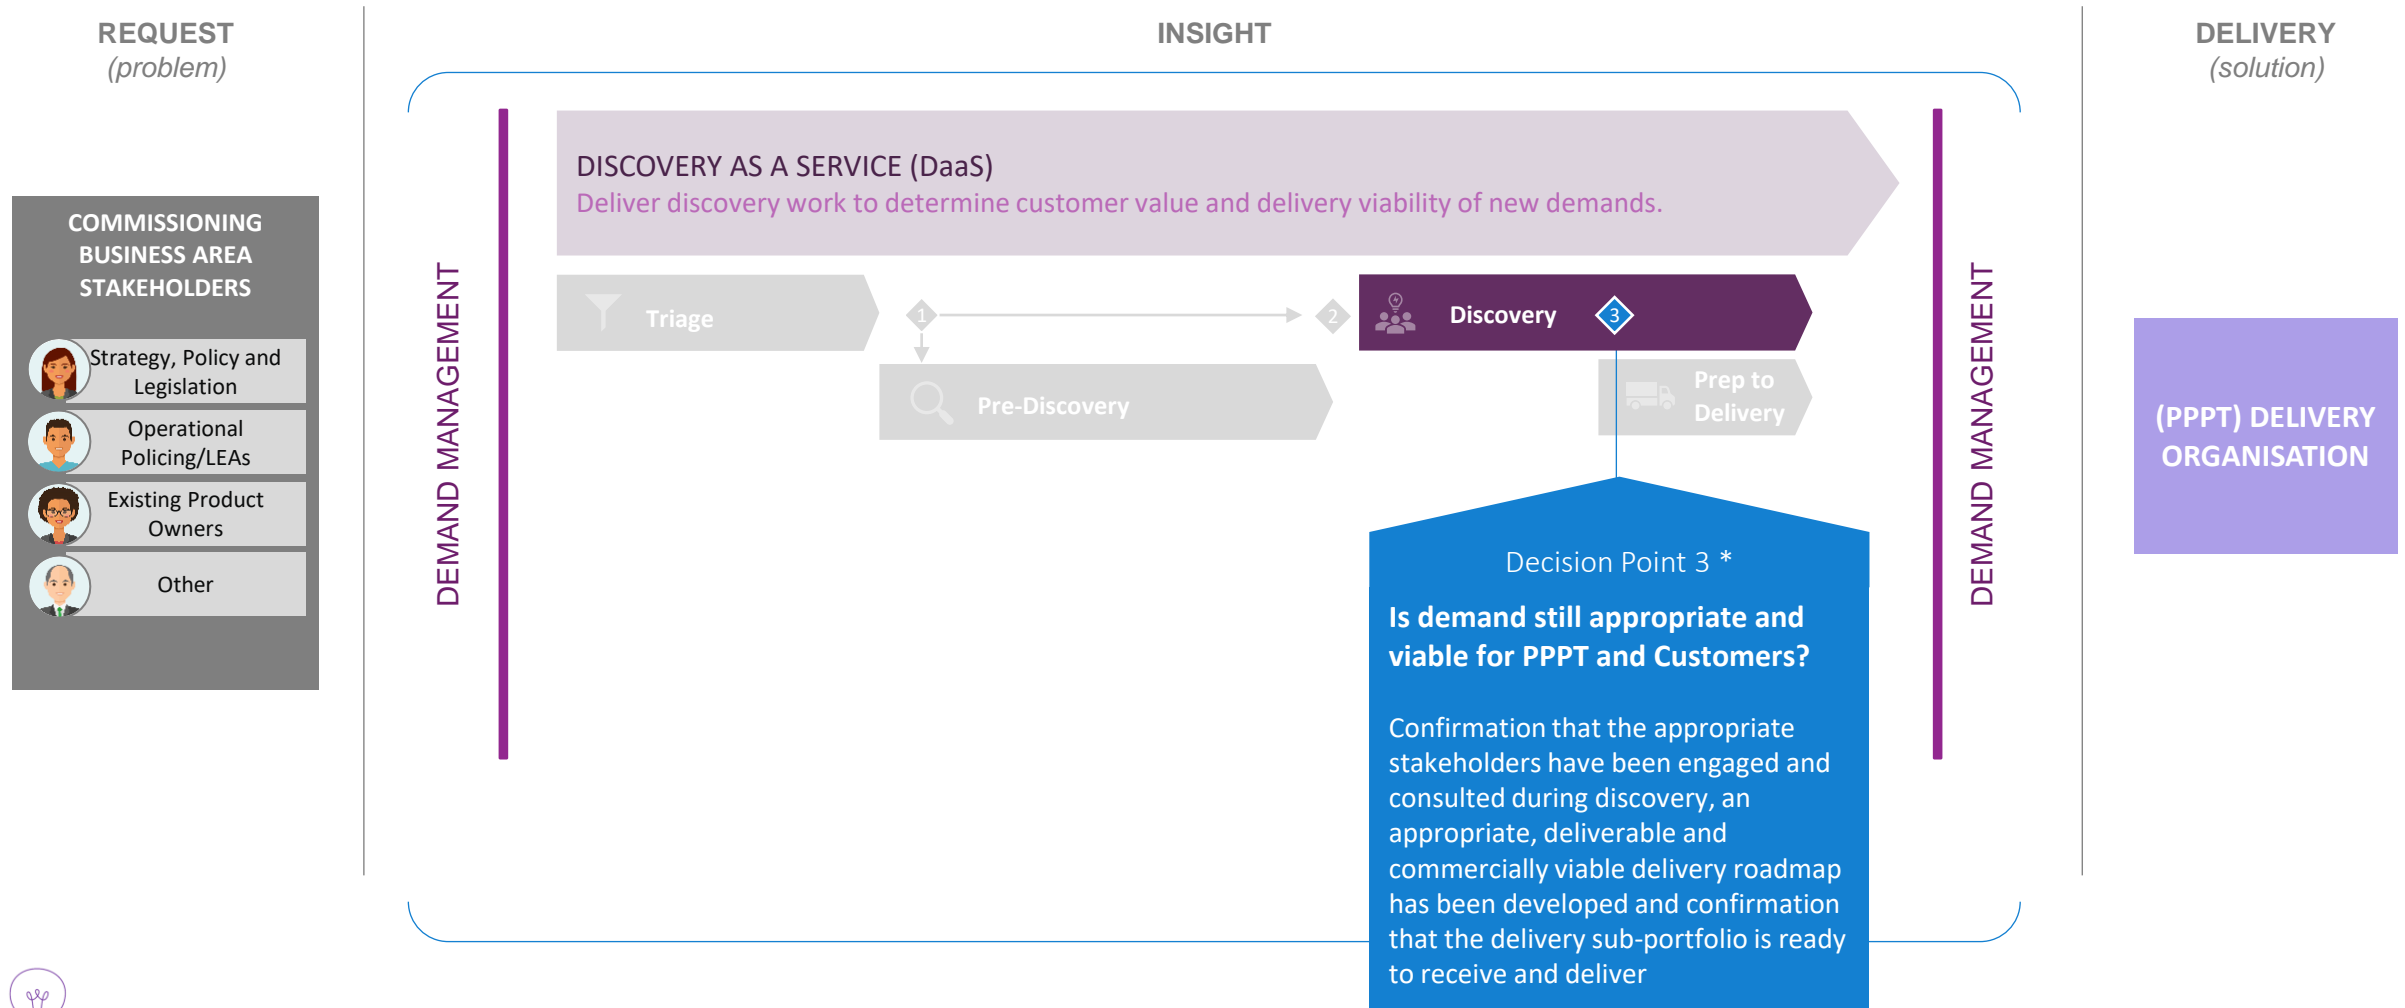 REQUEST
(problem)
INSIGHT
DELIVERY
(solution)
COMMISSIONING
BUSINESS AREA
STAKEHOLDERS
Strategy, Policy and
Legislation
Operational
Policing/LEAs
Existing Product
Owners
Other
DEMAND MANAGEMENT
DISCOVERY AS A SERVICE (DaaS)
Deliver discovery work to determine customer value and delivery viability of new demands.
Triage
1
2
Discovery
3
Pre-Discovery
Prep to
Delivery
Decision Point 3 *
Is demand still appropriate and
viable for PPPT and Customers?
Confirmation that the appropriate
stakeholders have been engaged and
consulted during discovery, an
appropriate, deliverable and
commercially viable delivery roadmap
has been developed and confirmation
that the delivery sub-portfolio is ready
to receive and deliver
DEMAND MANAGEMENT
(PPPT) DELIVERY
ORGANISATION